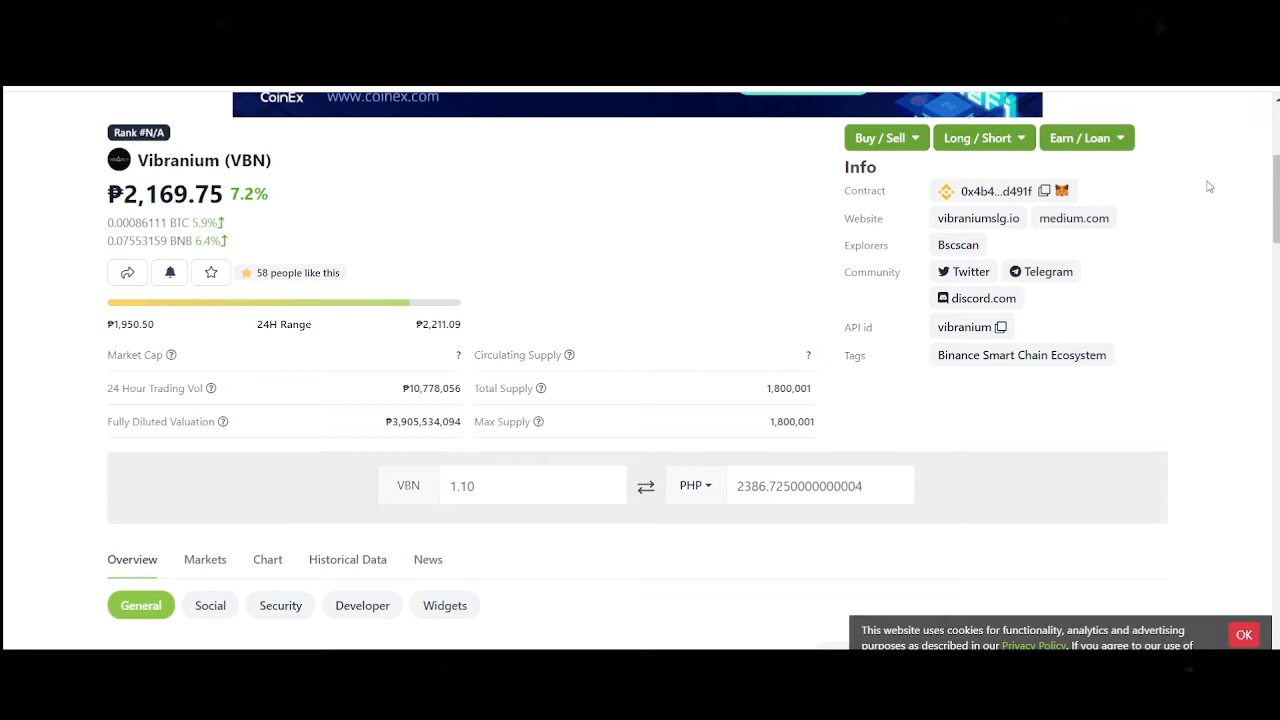 CoinEx www.coinex.com
Rank #N/A
Vibranium (VBN)
₱2,169.75 7.2%
0.00086111 BTC 5.9%
0.07553159 BNB 6.4%
58 people like this
₱1,950.50 24H Range ₱2,211.09
Market Cap ?
24 Hour Trading Vol ₱10,778,056
Fully Diluted Valuation ₱3,905,534,094
Circulating Supply ?
Total Supply 1,800,001
Max Supply 1,800,001
Buy / Sell Long / Short Earn / Loan
Info
Contract 0x4b4...d491f
Website vibraniumslg.io medium.com
Explorers Bscscan
Community Twitter Telegram
discord.com
API id vibranium
Tags Binance Smart Chain Ecosystem
VBN 1.10 PHP 2386.7250000000004
Overview Markets Chart Historical Data News
General Social Security Developer Widgets
This website uses cookies for functionality, analytics and advertising
purposes as described in our Privacy Policy. If you agree to our use of
OK